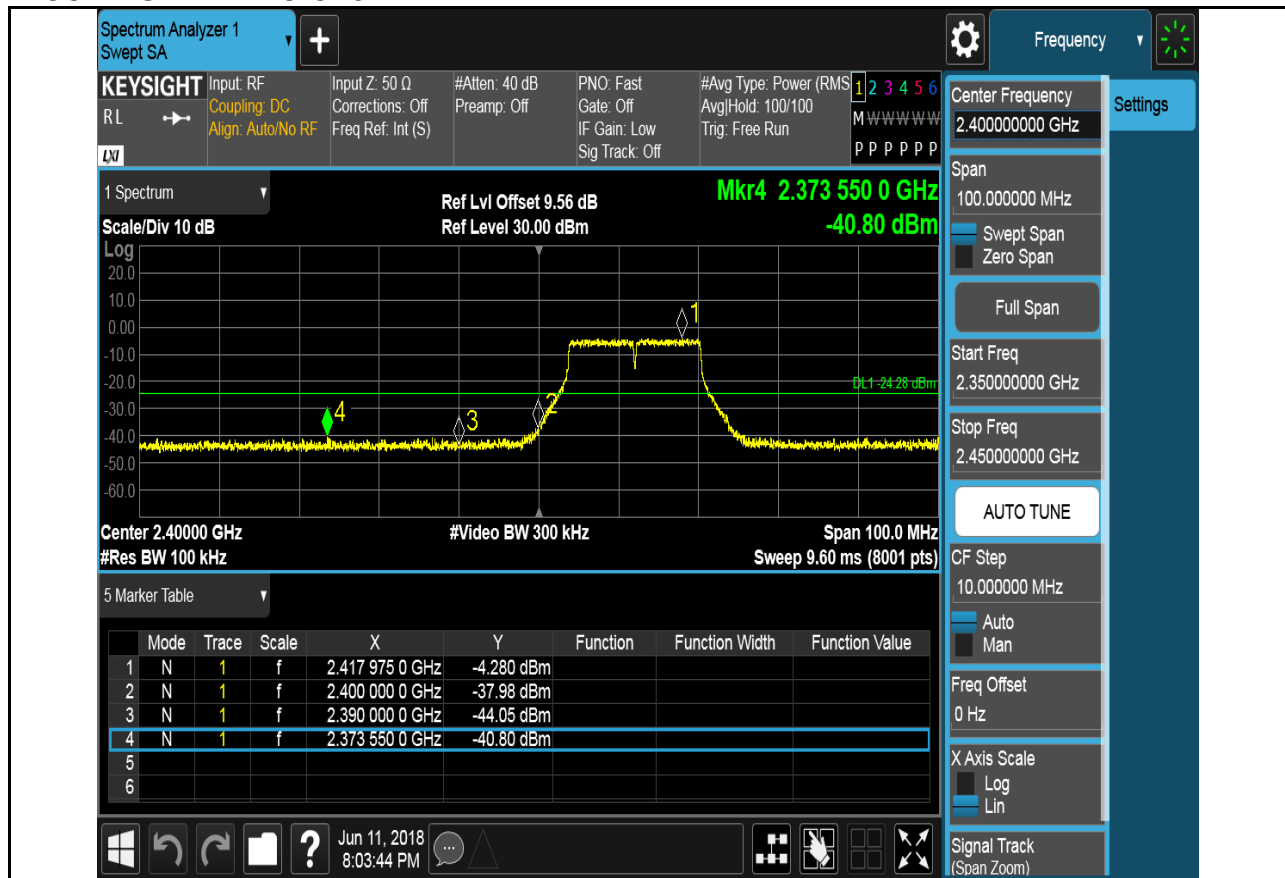 Spectrum Analyzer 1
Swept SA
+
Frequency
KEYSIGHT
RL
LXI
Input: RF
Coupling: DC
Align: Auto/No RF
Input Z: 50 Ω
Corrections: Off
Freq Ref: Int (S)
#Atten: 40 dB
Preamp: Off
PNO: Fast
Gate: Off
IF Gain: Low
Sig Track: Off
#Avg Type: Power (RMS
Avg|Hold: 100/100
Trig: Free Run
1 2 3 4 5 6
M W W W W W
P P P P P P
1 Spectrum
Scale/Div 10 dB
Ref Lvl Offset 9.56 dB
Ref Level 30.00 dBm
Mkr4 2.373 550 0 GHz
-40.80 dBm
Log
20.0
10.0
0.00
-10.0
-20.0
-30.0
-40.0
-50.0
-60.0
1
2
3
4
DL1 -24.28 dBm
Center 2.40000 GHz
#Video BW 300 kHz
Span 100.0 MHz
#Res BW 100 kHz
Sweep 9.60 ms (8001 pts)
5 Marker Table
Mode Trace Scale X Y Function Function Width Function Value
1 N 1 f 2.417 975 0 GHz -4.280 dBm
2 N 1 f 2.400 000 0 GHz -37.98 dBm
3 N 1 f 2.390 000 0 GHz -44.05 dBm
4 N 1 f 2.373 550 0 GHz -40.80 dBm
5
6
?
Jun 11, 2018
8:03:44 PM
Settings
Center Frequency
2.400000000 GHz
Span
100.000000 MHz
Swept Span
Zero Span
Full Span
Start Freq
2.350000000 GHz
Stop Freq
2.450000000 GHz
AUTO TUNE
CF Step
10.000000 MHz
Auto
Man
Freq Offset
0 Hz
X Axis Scale
Log
Lin
Signal Track
(Span Zoom)